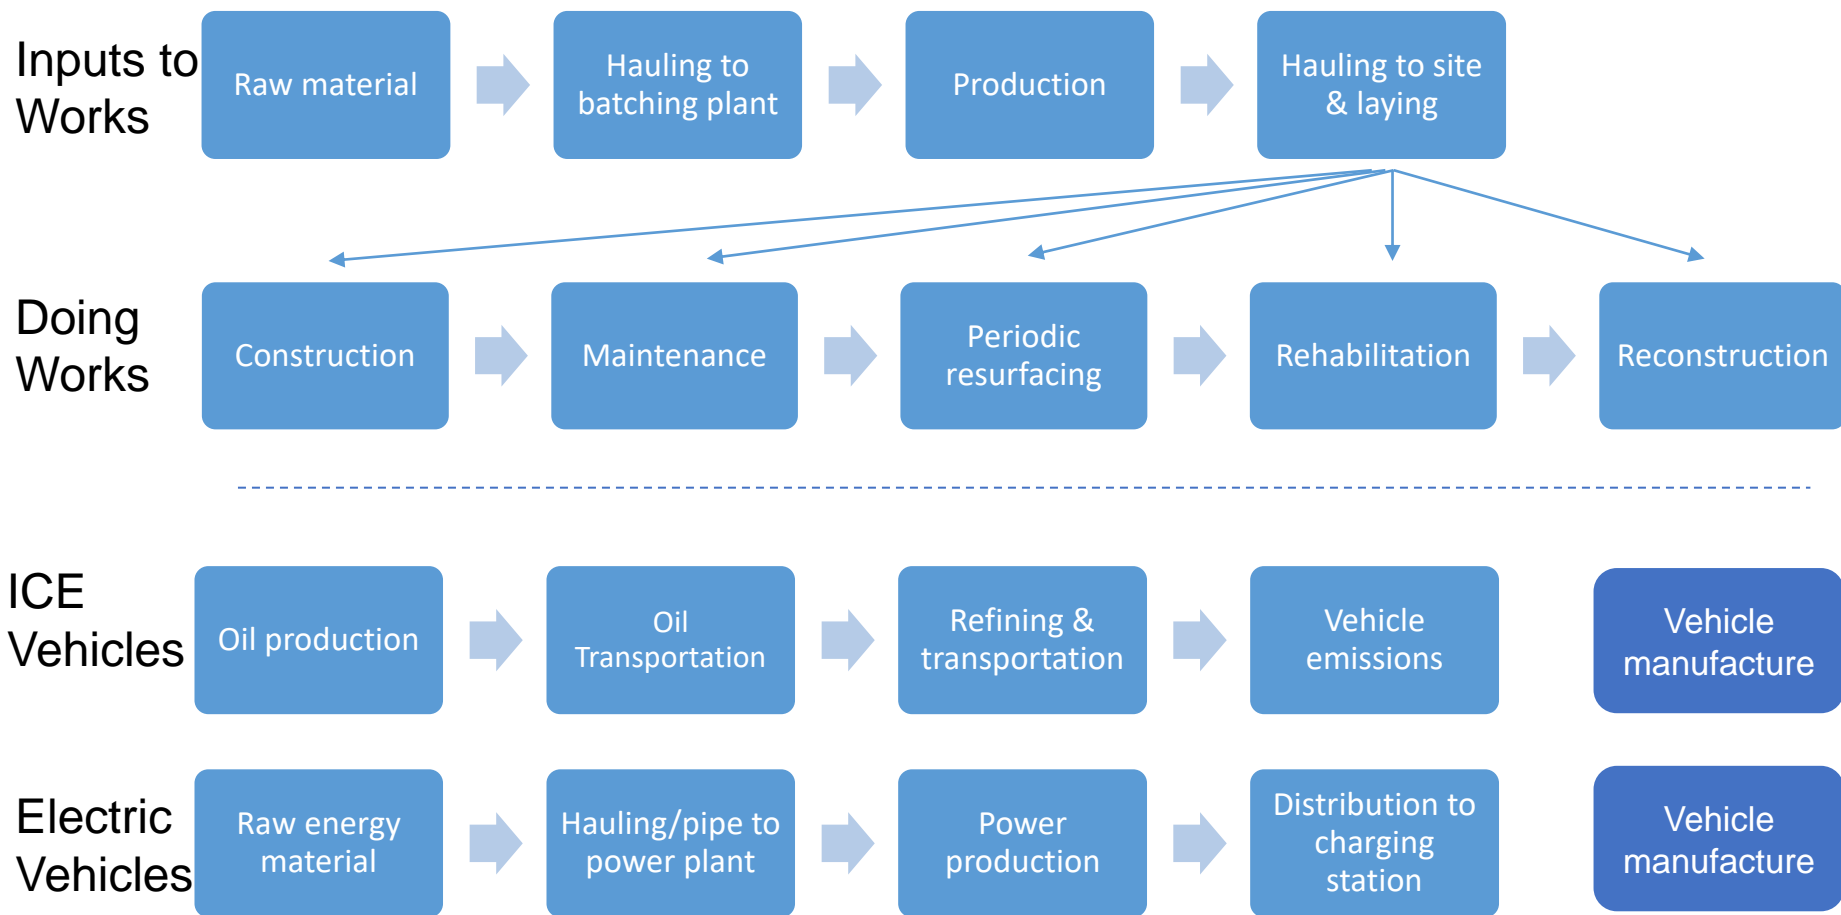 Inputs to
Works
Raw material
Hauling to
batching plant
Production
Hauling to site
& laying
Doing
Works
Construction
Maintenance
Periodic
resurfacing
Rehabilitation
Reconstruction
ICE
Vehicles
Oil production
Oil
Transportation
Refining &
transportation
Vehicle
emissions
Vehicle
manufacture
Electric
Vehicles
Raw energy
material
Hauling/pipe to
power plant
Power
production
Distribution to
charging
station
Vehicle
manufacture